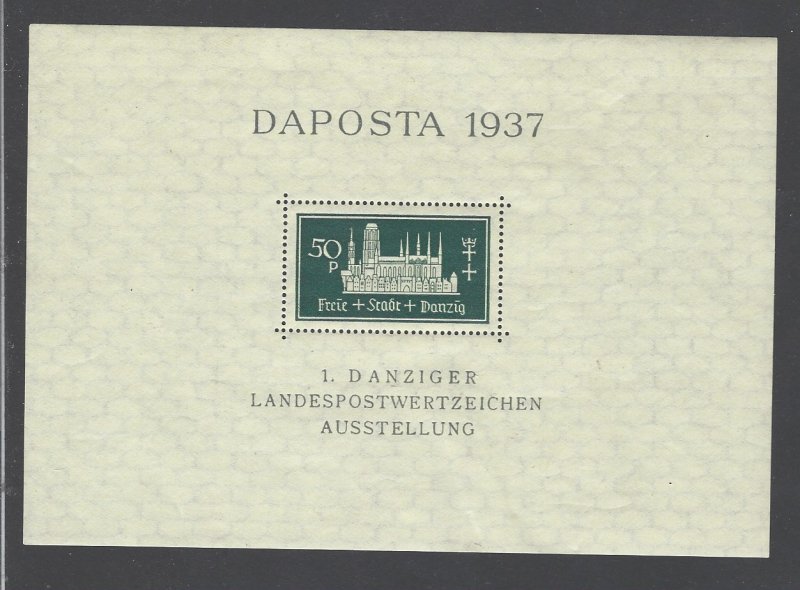 DAPOSTA 1937
50
P
Freie + Stadt + Danzig
1. DANZIGER
LANDESPOSTWERTZEICHEN
AUSSTELLUNG